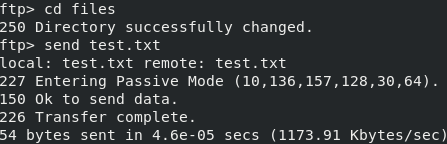 ftp> cd files
250 Directory successfully changed.
ftp> send test.txt
local: test.txt remote: test.txt
227 Entering Passive Mode (10,136,157,128,30,64).
150 Ok to send data.
226 Transfer complete.
54 bytes sent in 4.6e-05 secs (1173.91 Kbytes/sec)